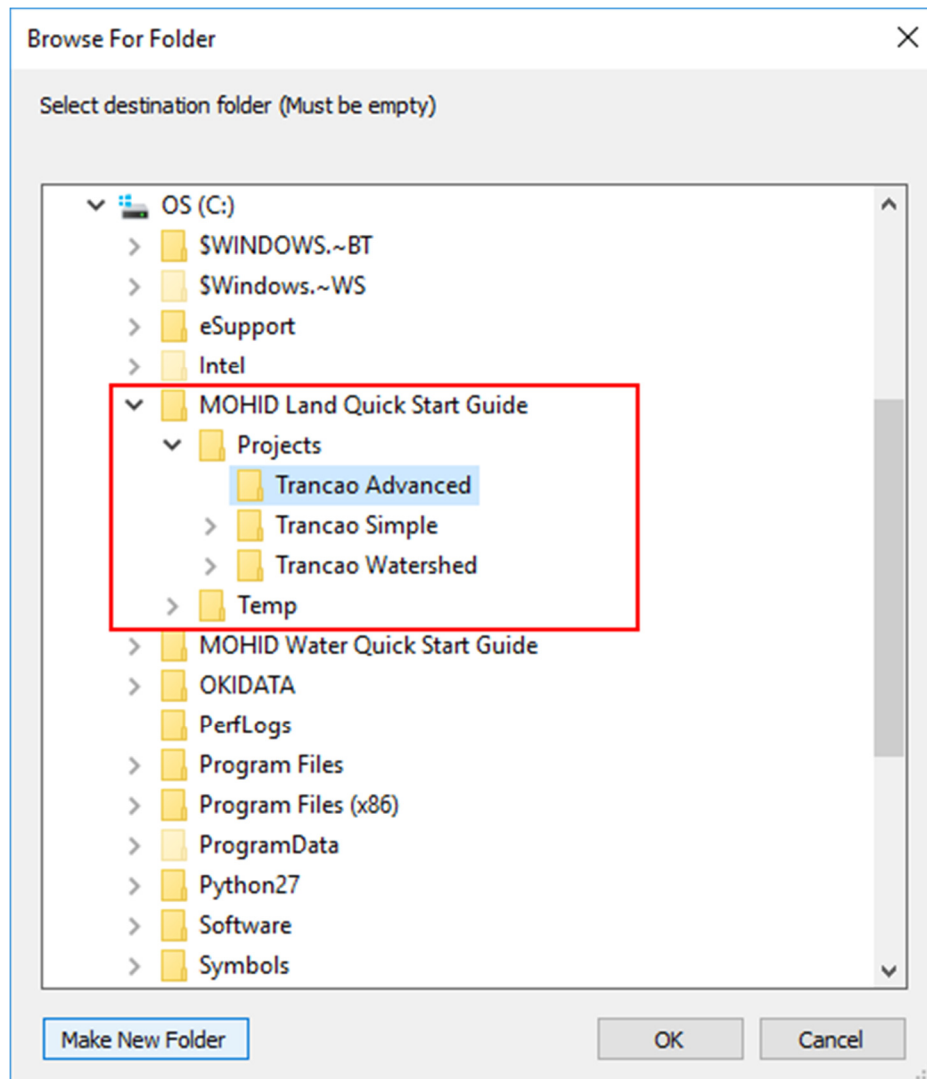 Browse For Folder
Select destination folder (Must be empty)
OS (C:)
$WINDOWS.~BT
$Windows.~WS
eSupport
Intel
MOHID Land Quick Start Guide
Projects
Trancao Advanced
Trancao Simple
Trancao Watershed
Temp
MOHID Water Quick Start Guide
OKIDATA
PerfLogs
Program Files
Program Files (x86)
ProgramData
Python27
Software
Symbols
Make New Folder OK Cancel